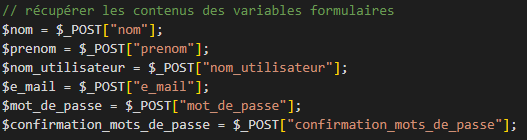 // récupérer les contenus des variables formulaires
$nom = $_POST["nom"];
$prenom = $_POST["prenom"];
$nom_utilisateur = $_POST["nom_utilisateur"];
$e_mail = $_POST["e_mail"];
$mot_de_passe = $_POST["mot_de_passe"];
$confirmation_mots_de_passe = $_POST["confirmation_mots_de_passe"];